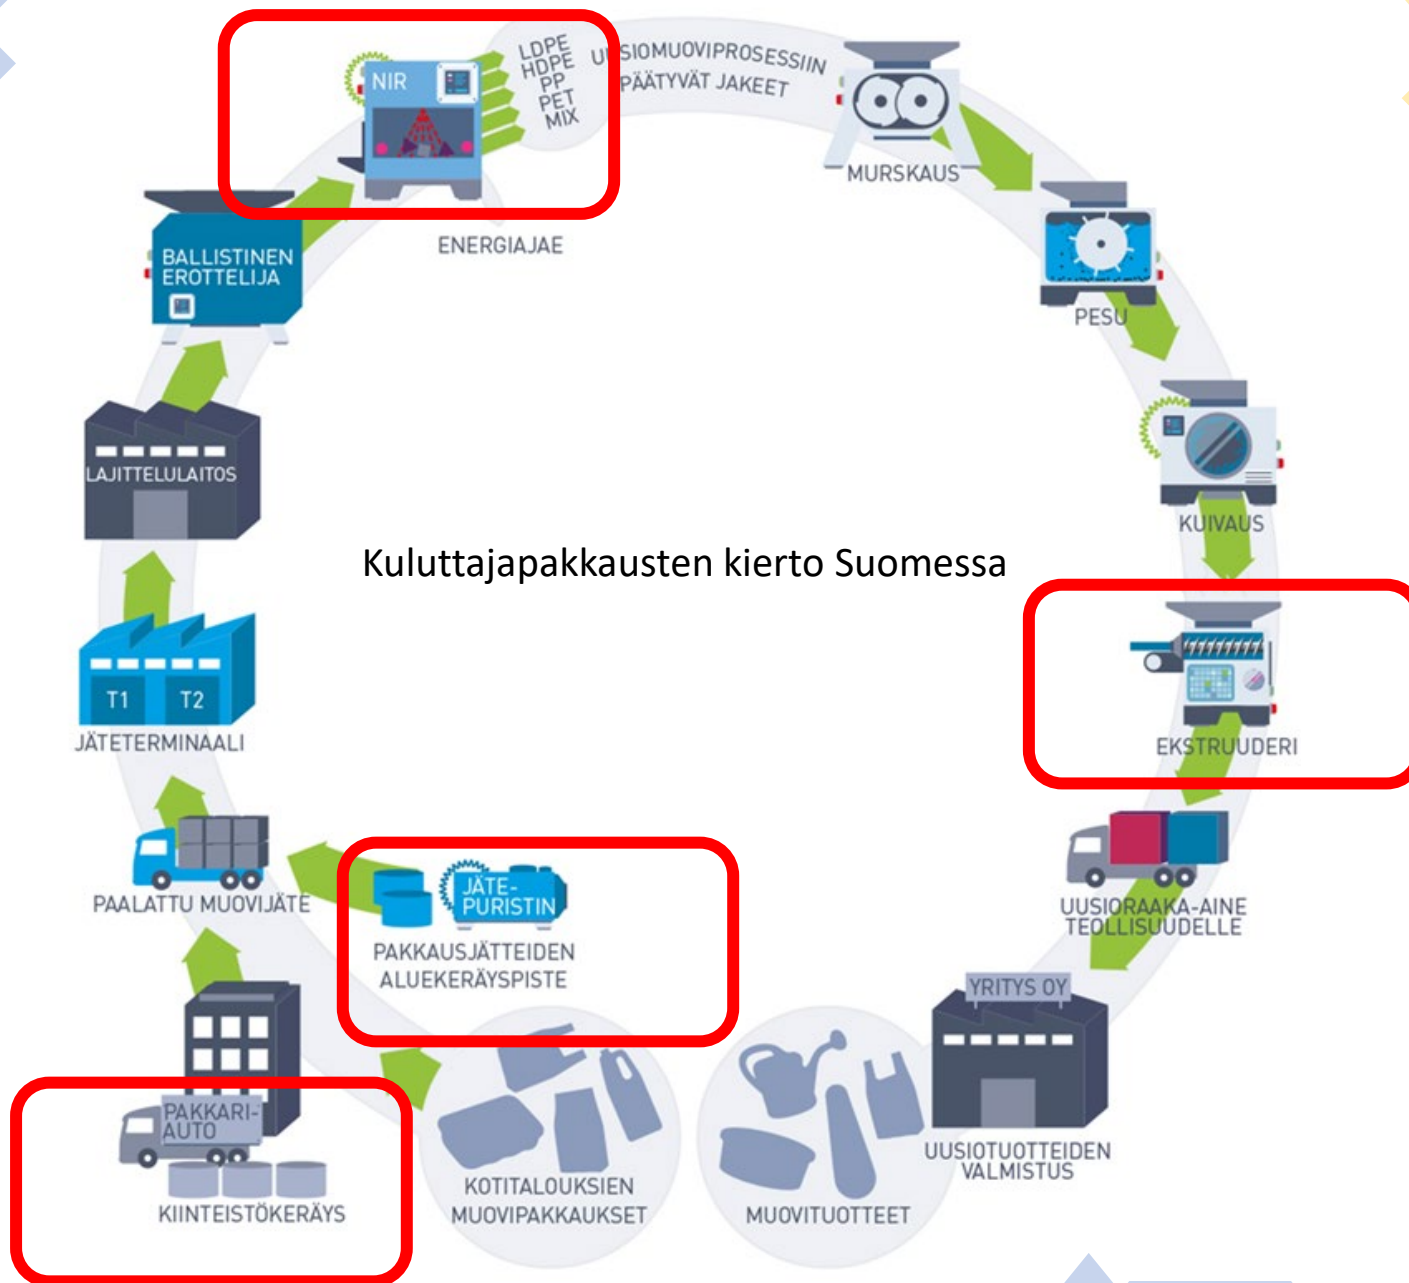 LDPE
HDPE
PP
PET
MIX
UUSIOMUOVIPROSESSIIN
PÄÄTYVÄT JAKEET
NIR
MURSKAUS
ENERGIAJAE
BALLISTINEN
EROTTELIJA
PESU
LAJITTELULAITOS
KUIVAUS
Kuluttajapakkausten kierto Suomessa
T1
T2
JÄTETERMINAALI
EKSTRUUDERI
PAALATTU MUOVIJÄTE
JÄTE-
PURISTIN
PAKKAUSJÄTTEIDEN
ALUEKERÄYSPISTE
UUSIORAAKA-AINE
TEOLLISUUDELLE
YRITYS OY
PAKKARI-
AUTO
KIINTEISTÖKERÄYS
KOTITALOUKSIEN
MUOVIPAKKAUKSET
MUOVITUOTTEET
UUSIOTUOTTEIDEN
VALMISTUS